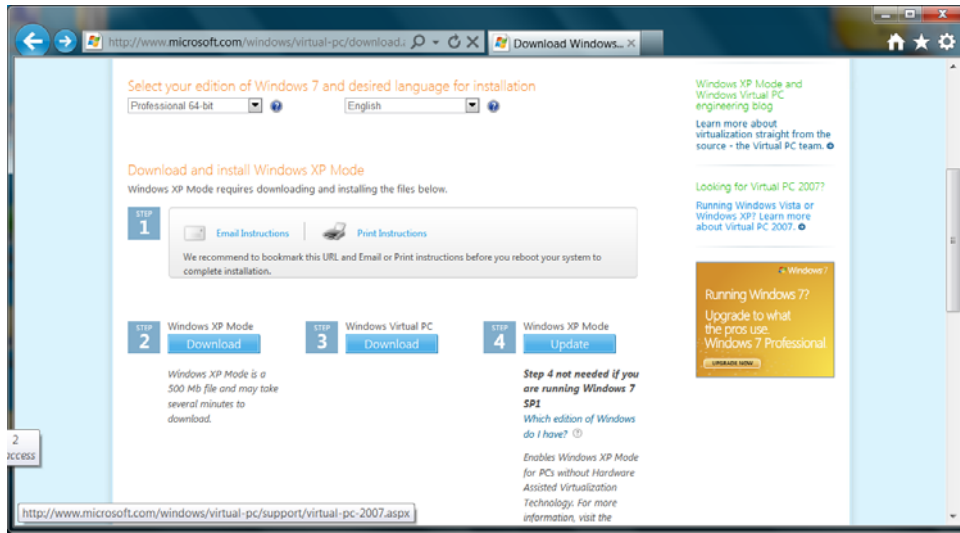 http://www.microsoft.com/windows/virtual-pc/download.
Download Windows...
Select your edition of Windows 7 and desired language for installation
Professional 64-bit
English
Download and install Windows XP Mode
Windows XP Mode requires downloading and installing the files below.
STEP
1
Email Instructions
Print Instructions
We recommend to bookmark this URL and Email or Print instructions before you reboot your system to
complete installation.
STEP
2
Windows XP Mode
Download
Windows XP Mode is a
500 Mb file and may take
several minutes to
download.
STEP
3
Windows Virtual PC
Download
STEP
4
Windows XP Mode
Update
Step 4 not needed if you
are running Windows 7
SP1
Which edition of Windows
do I have?
Enables Windows XP Mode
for PCs without Hardware
Assisted Virtualization
Technology. For more
information, visit the
Windows XP Mode and
Windows Virtual PC
engineering blog
Learn more about
virtualization straight from the
source - the Virtual PC team.
Looking for Virtual PC 2007?
Running Windows Vista or
Windows XP? Learn more
about Virtual PC 2007.
Windows 7
Running Windows 7?
Upgrade to what
the pros use.
Windows 7 Professional
UPGRADE NOW
2
access
http://www.microsoft.com/windows/virtual-pc/support/virtual-pc-2007.aspx